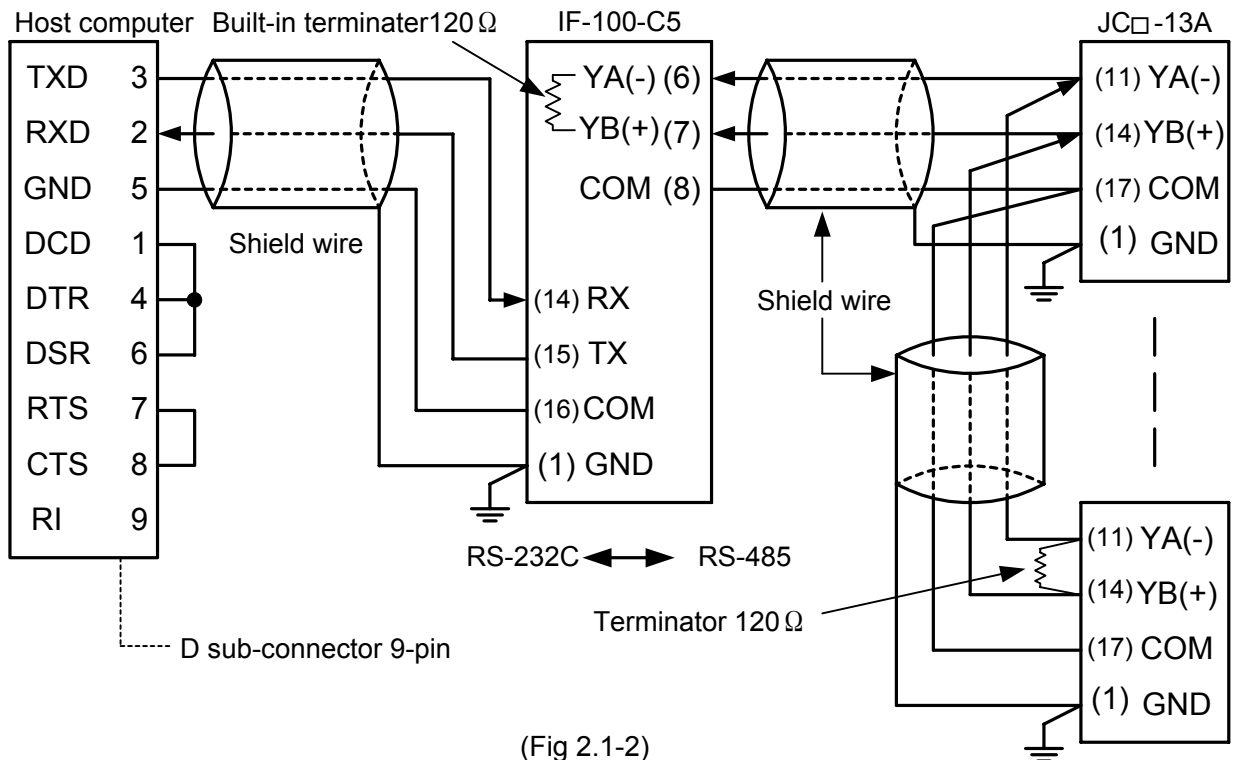 Host computer
Built-in terminater120Ω
IF-100-C5
JC□-13A
TXD 3
RXD 2
GND 5
DCD 1
DTR 4
DSR 6
RTS 7
CTS 8
RI 9
Shield wire
YA(-) (6)
YB(+) (7)
COM (8)
(14) RX
(15) TX
(16) COM
(1) GND
Shield wire
(11) YA(-)
(14) YB(+)
(17) COM
(1) GND
RS-232C
RS-485
Terminator 120Ω
(11) YA(-)
(14) YB(+)
(17) COM
(1) GND
D sub-connector 9-pin
(Fig 2.1-2)